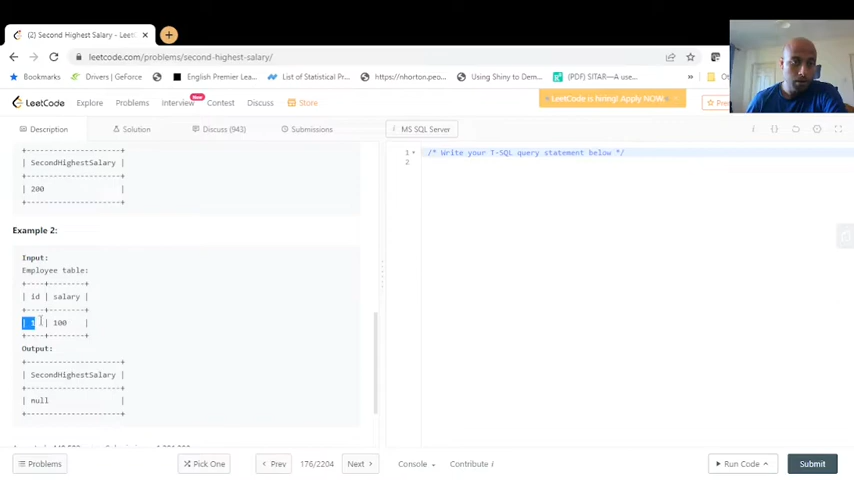 (2) Second Highest Salary - Leet
leetcode.com/problems/second-highest-salary/
Bookmarks
Drivers | GeForce
English Premier Lea...
List of Statistical Pro...
https://nhorton.peo...
Using Shiny to Dem...
(PDF) SITAR—A use...
»
LeetCode
Explore
Problems
Interview
New
Contest
Discuss
Store
LeetCode is hiring! Apply NOW.
Description
Solution
Discuss (943)
Submissions
MS SQL Server
i
{}
+---------------------+
| SecondHighestSalary |
+---------------------+
| 200                 |
+---------------------+
Example 2:
Input:
Employee table:
+----+--------+
| id | salary |
+----+--------+
| 1  | 100    |
+----+--------+
Output:
+---------------------+
| SecondHighestSalary |
+---------------------+
| null                |
+---------------------+
1
/* Write your T-SQL query statement below */
2
Problems
Pick One
Prev
176/2204
Next
Console
Contribute i
Run Code
Submit